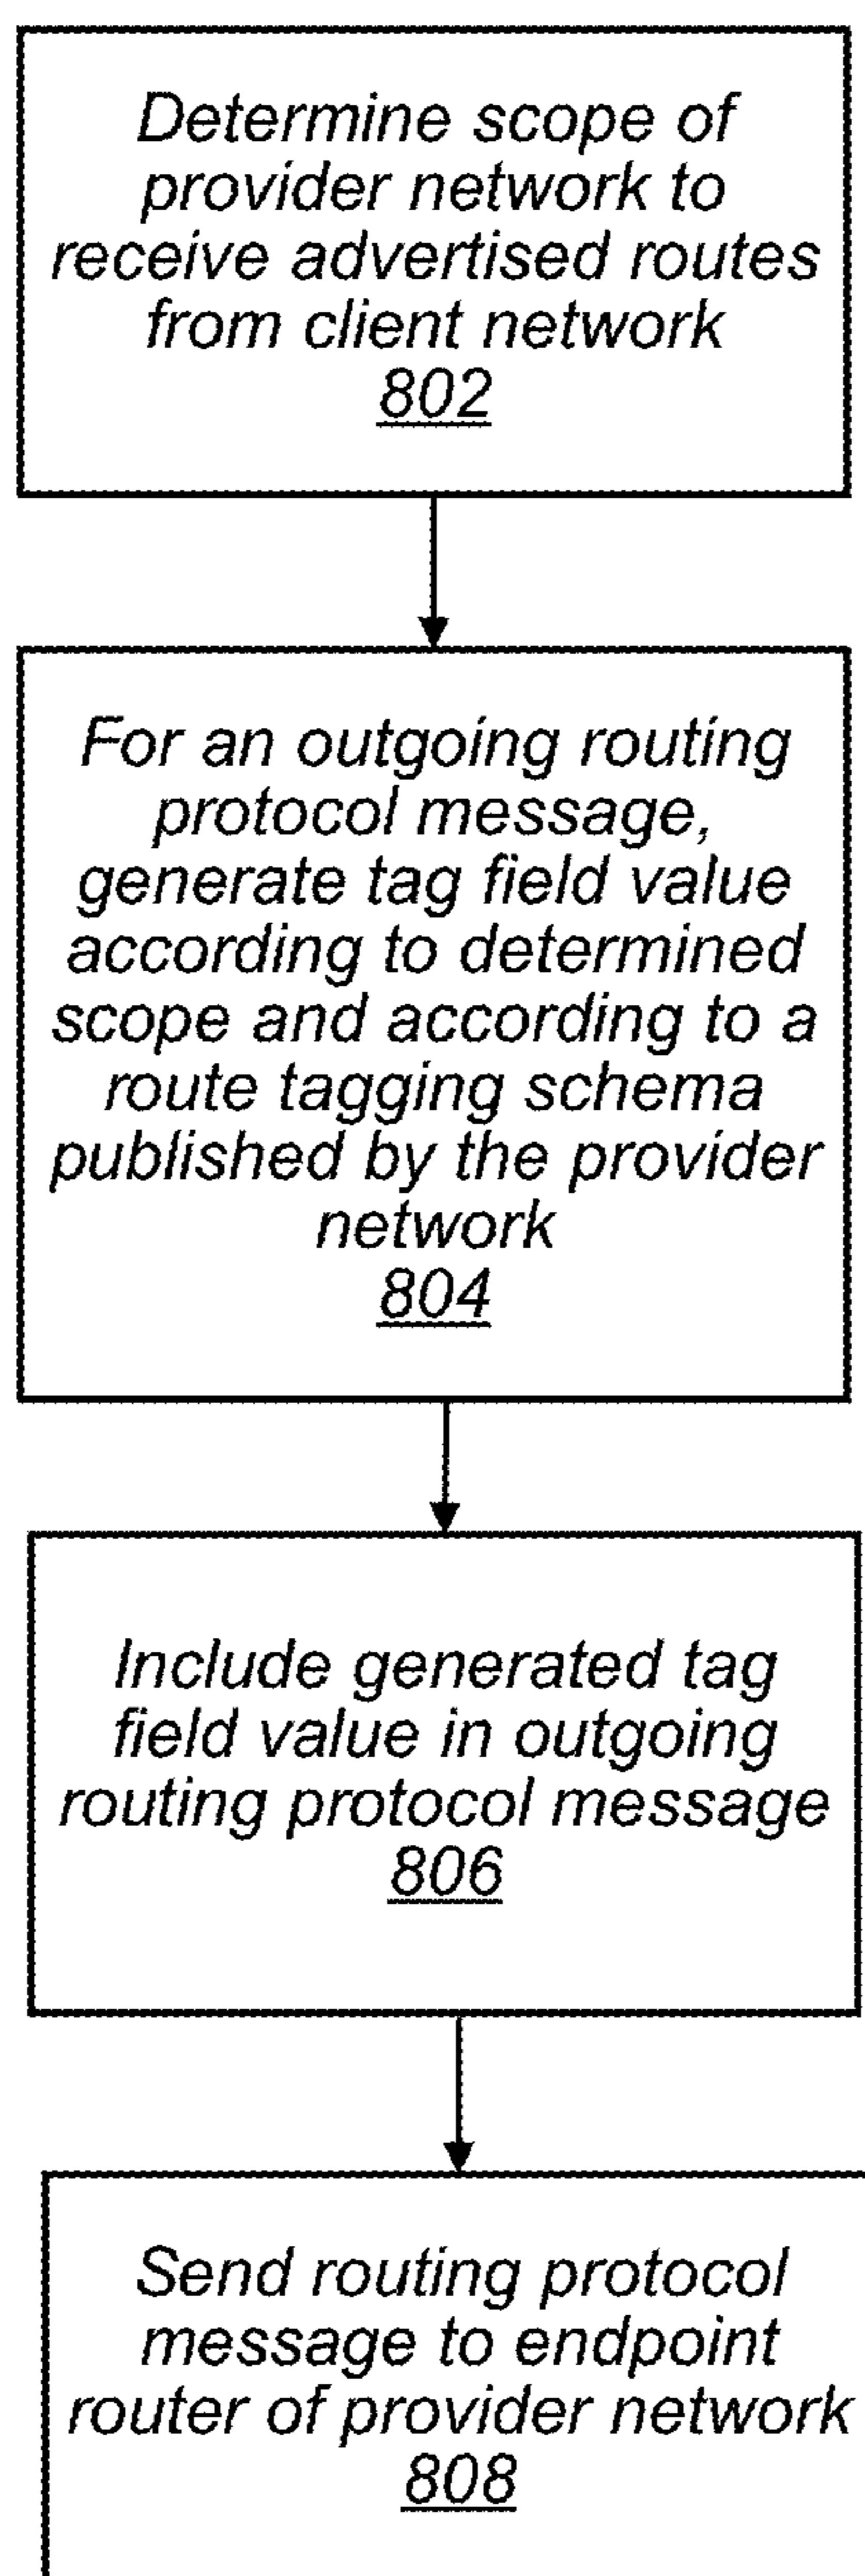 Determine scope of
provider network to
receive advertised routes
from client network
802
For an outgoing routing
protocol message,
generate tag field value
according to determined
scope and according to a
route tagging schema
published by the provider
network
804
Include generated tag
field value in outgoing
routing protocol message
806
Send routing protocol
message to endpoint
router of provider network
808